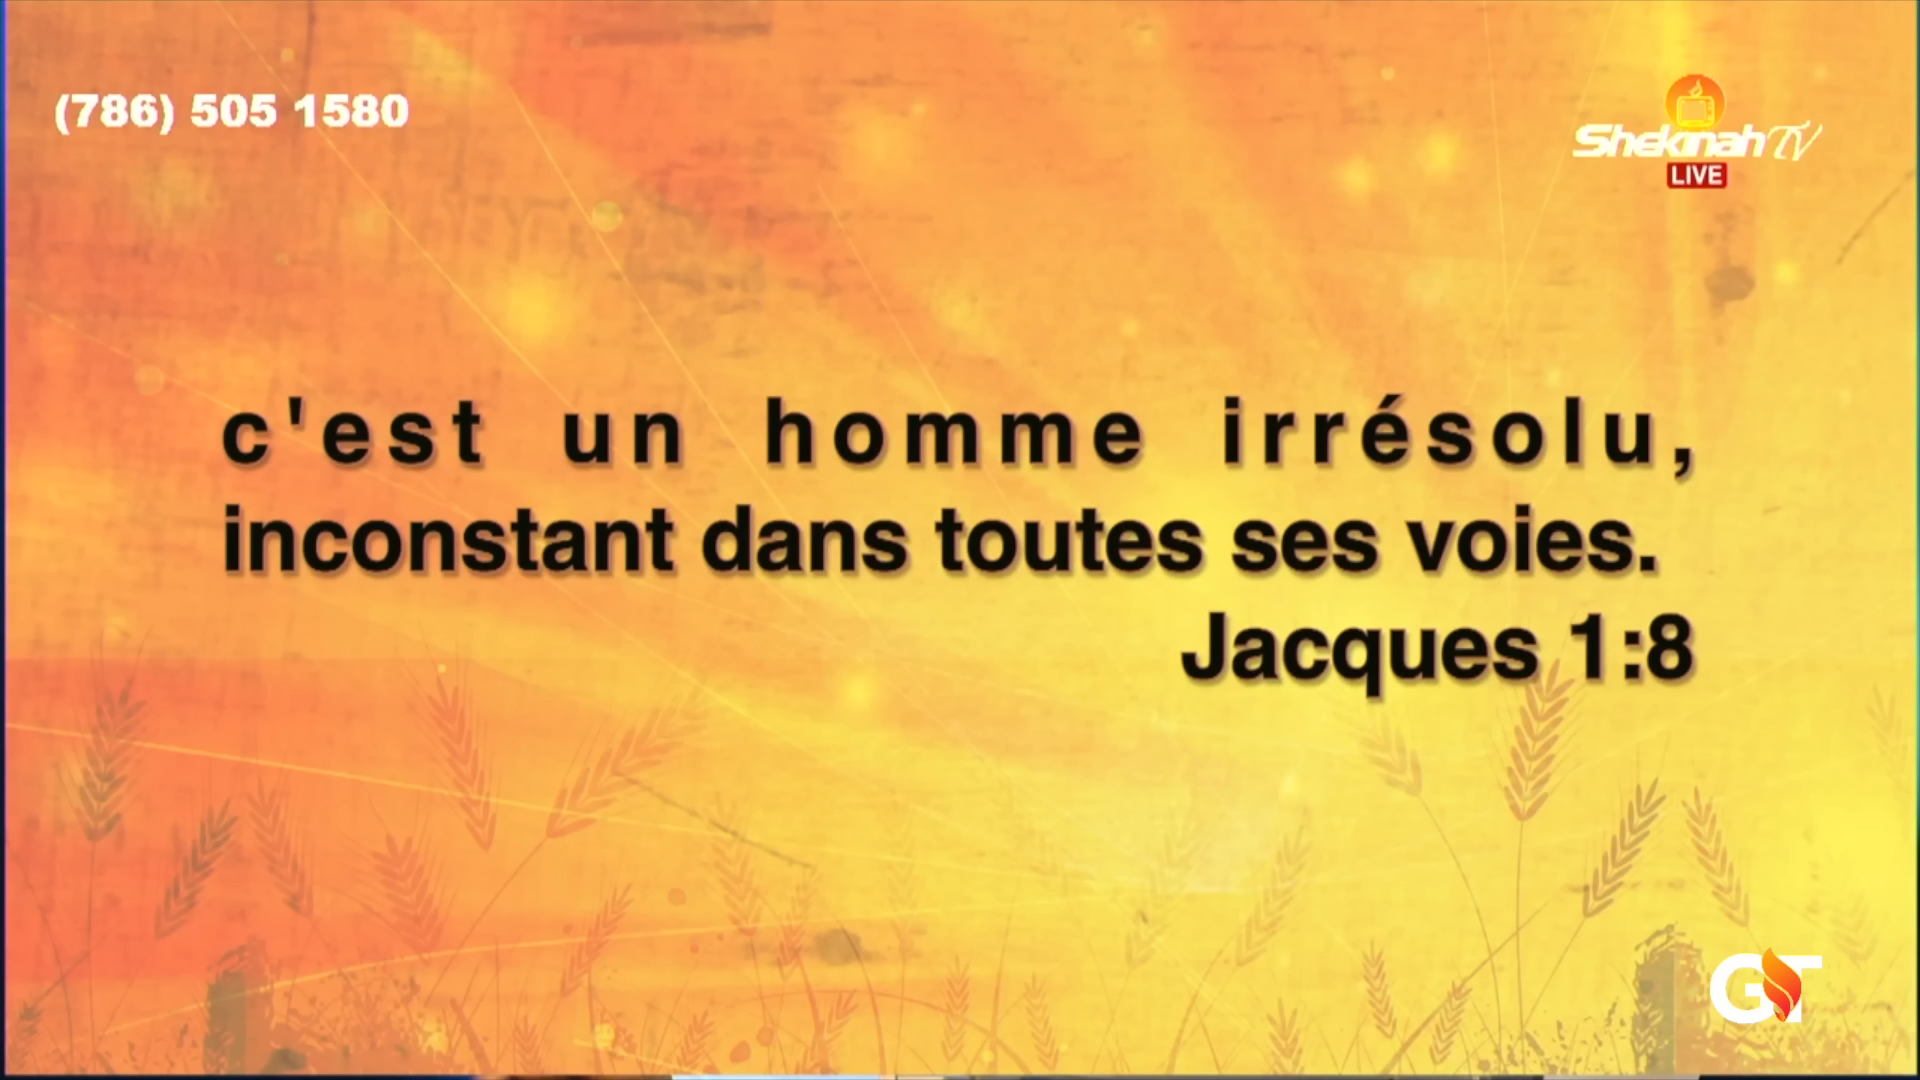 (786) 505 1580
Shekinah TV
LIVE
c'est un homme irrésolu,
inconstant dans toutes ses voies.
Jacques 1:8
GT